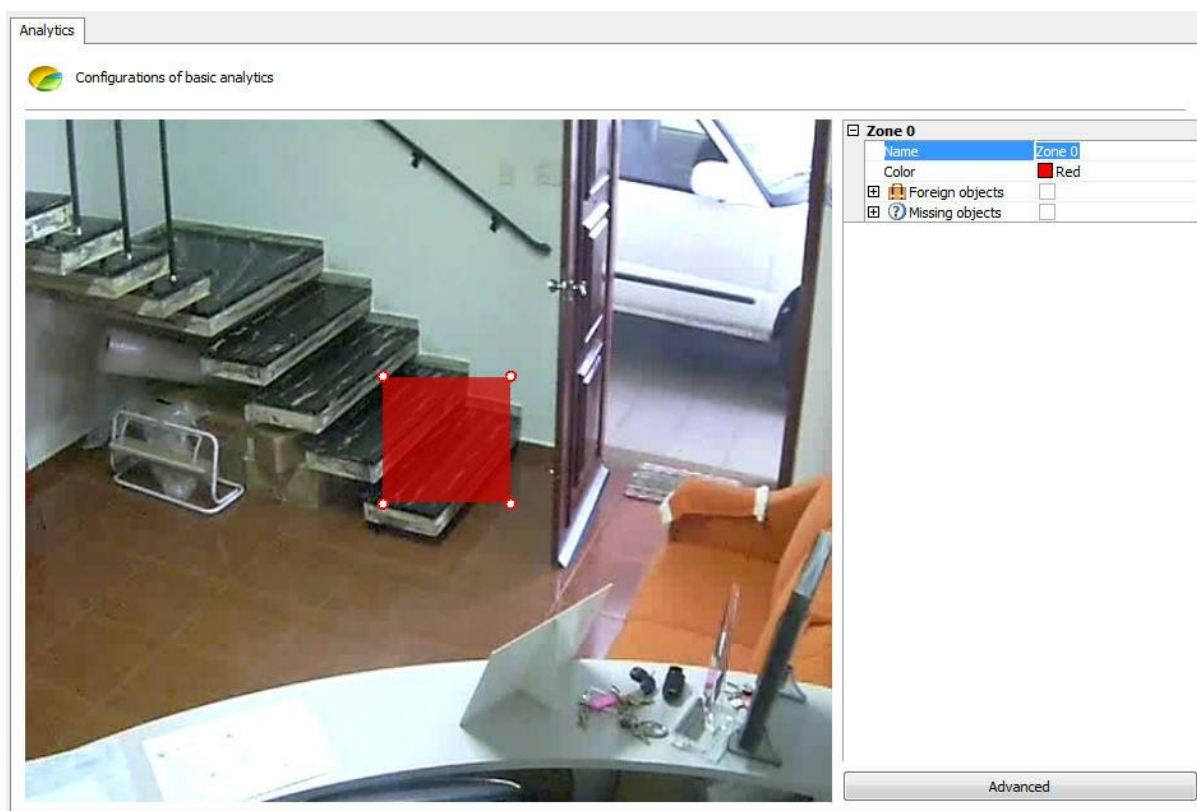 Analytics
Configurations of basic analytics
Zone 0
Name Zone 0
Color Red
Foreign objects
Missing objects
Advanced